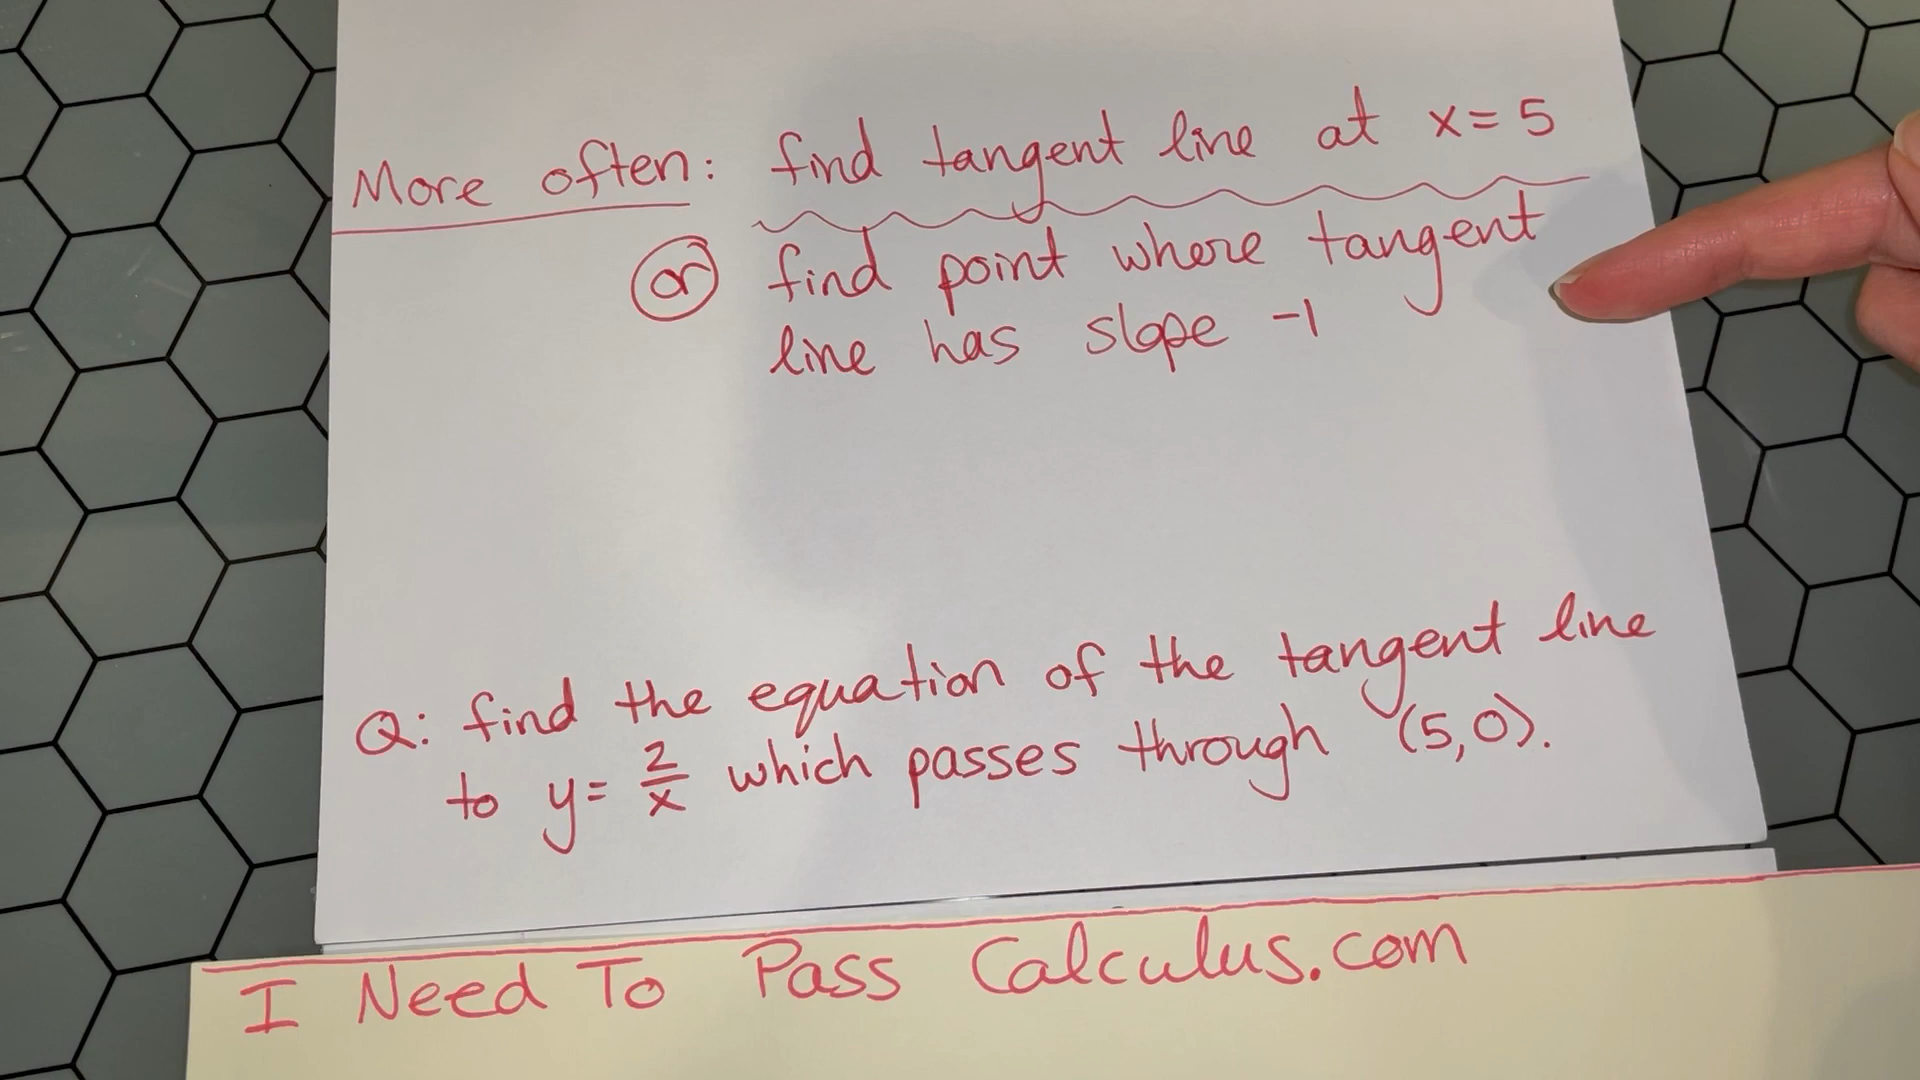 More often: find tangent line at x=5
or find point where tangent
line has slope -1
Q: find the equation of the tangent line
to y= 2/x which passes through (5,0).
I Need To Pass Calculus.com